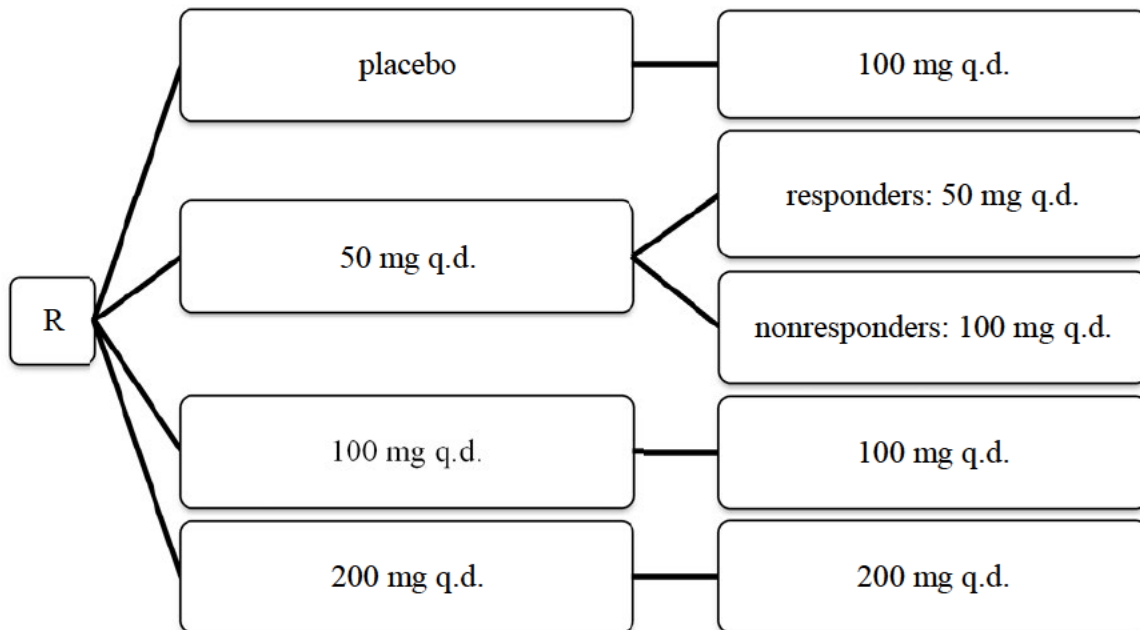 placebo
100 mg q.d.
responders: 50 mg q.d.
50 mg q.d.
R
nonresponders: 100 mg q.d.
100 mg q.d.
100 mg q.d.
200 mg q.d.
200 mg q.d.